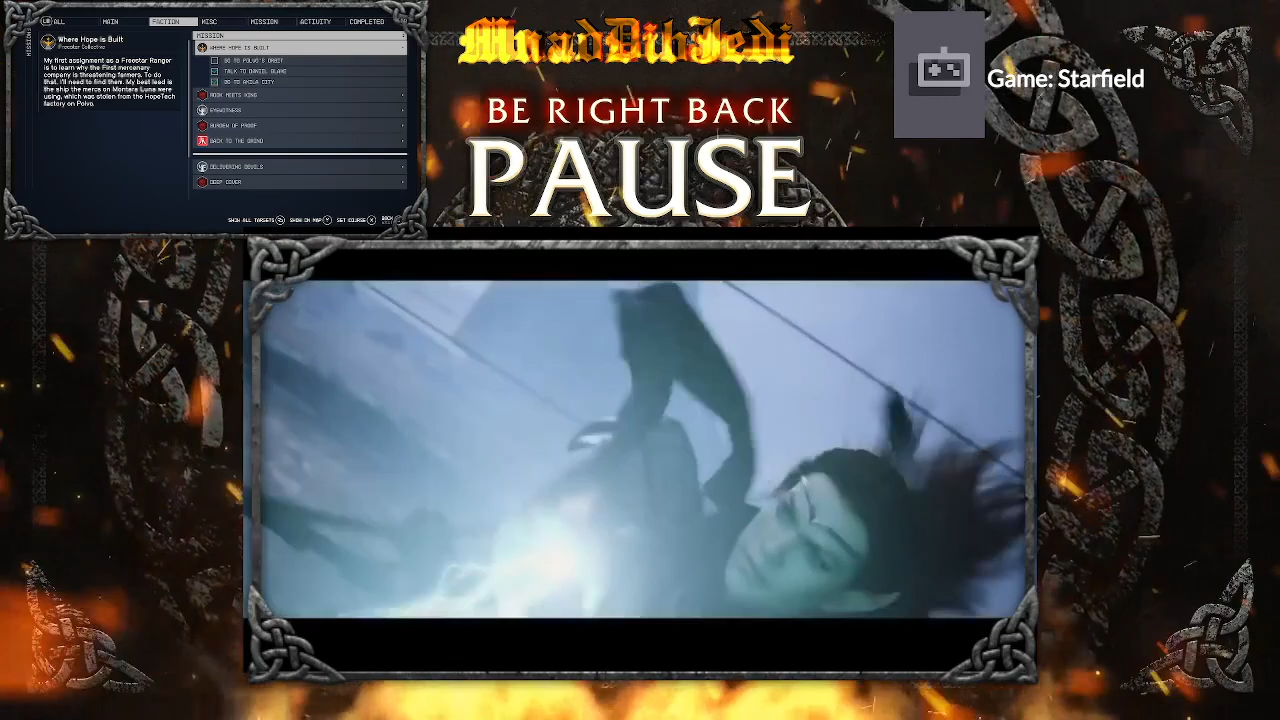 ALL MAIN FACTION MISC MISSION ACTIVITY COMPLETED
MISSION
Where Hope is Built
Freestar Collective
My first assignment as a Freestar Ranger
is to learn why the First mercenary
company is threatening farmers. To do
that, I'll need to find them. My best lead is
the ship the mercs on Montara Luna were
using, which was stolen from the HopeTech
factory on Polvo.
MISSION
WHERE HOPE IS BUILT
GO TO POLVO'S ORBIT
TALK TO DANIEL BLAKE
GO TO AKILA CITY
ROOK MEETS KING
EYEWITNESS
BURDEN OF PROOF
BACK TO THE GRIND
DELIVERING DEVILS
DEEP COVER
SHOW ALL TARGETS SHOW ON MAP Y SET COURSE X BACK
MuadDibJedi
BE RIGHT BACK
PAUSE
Game: Starfield